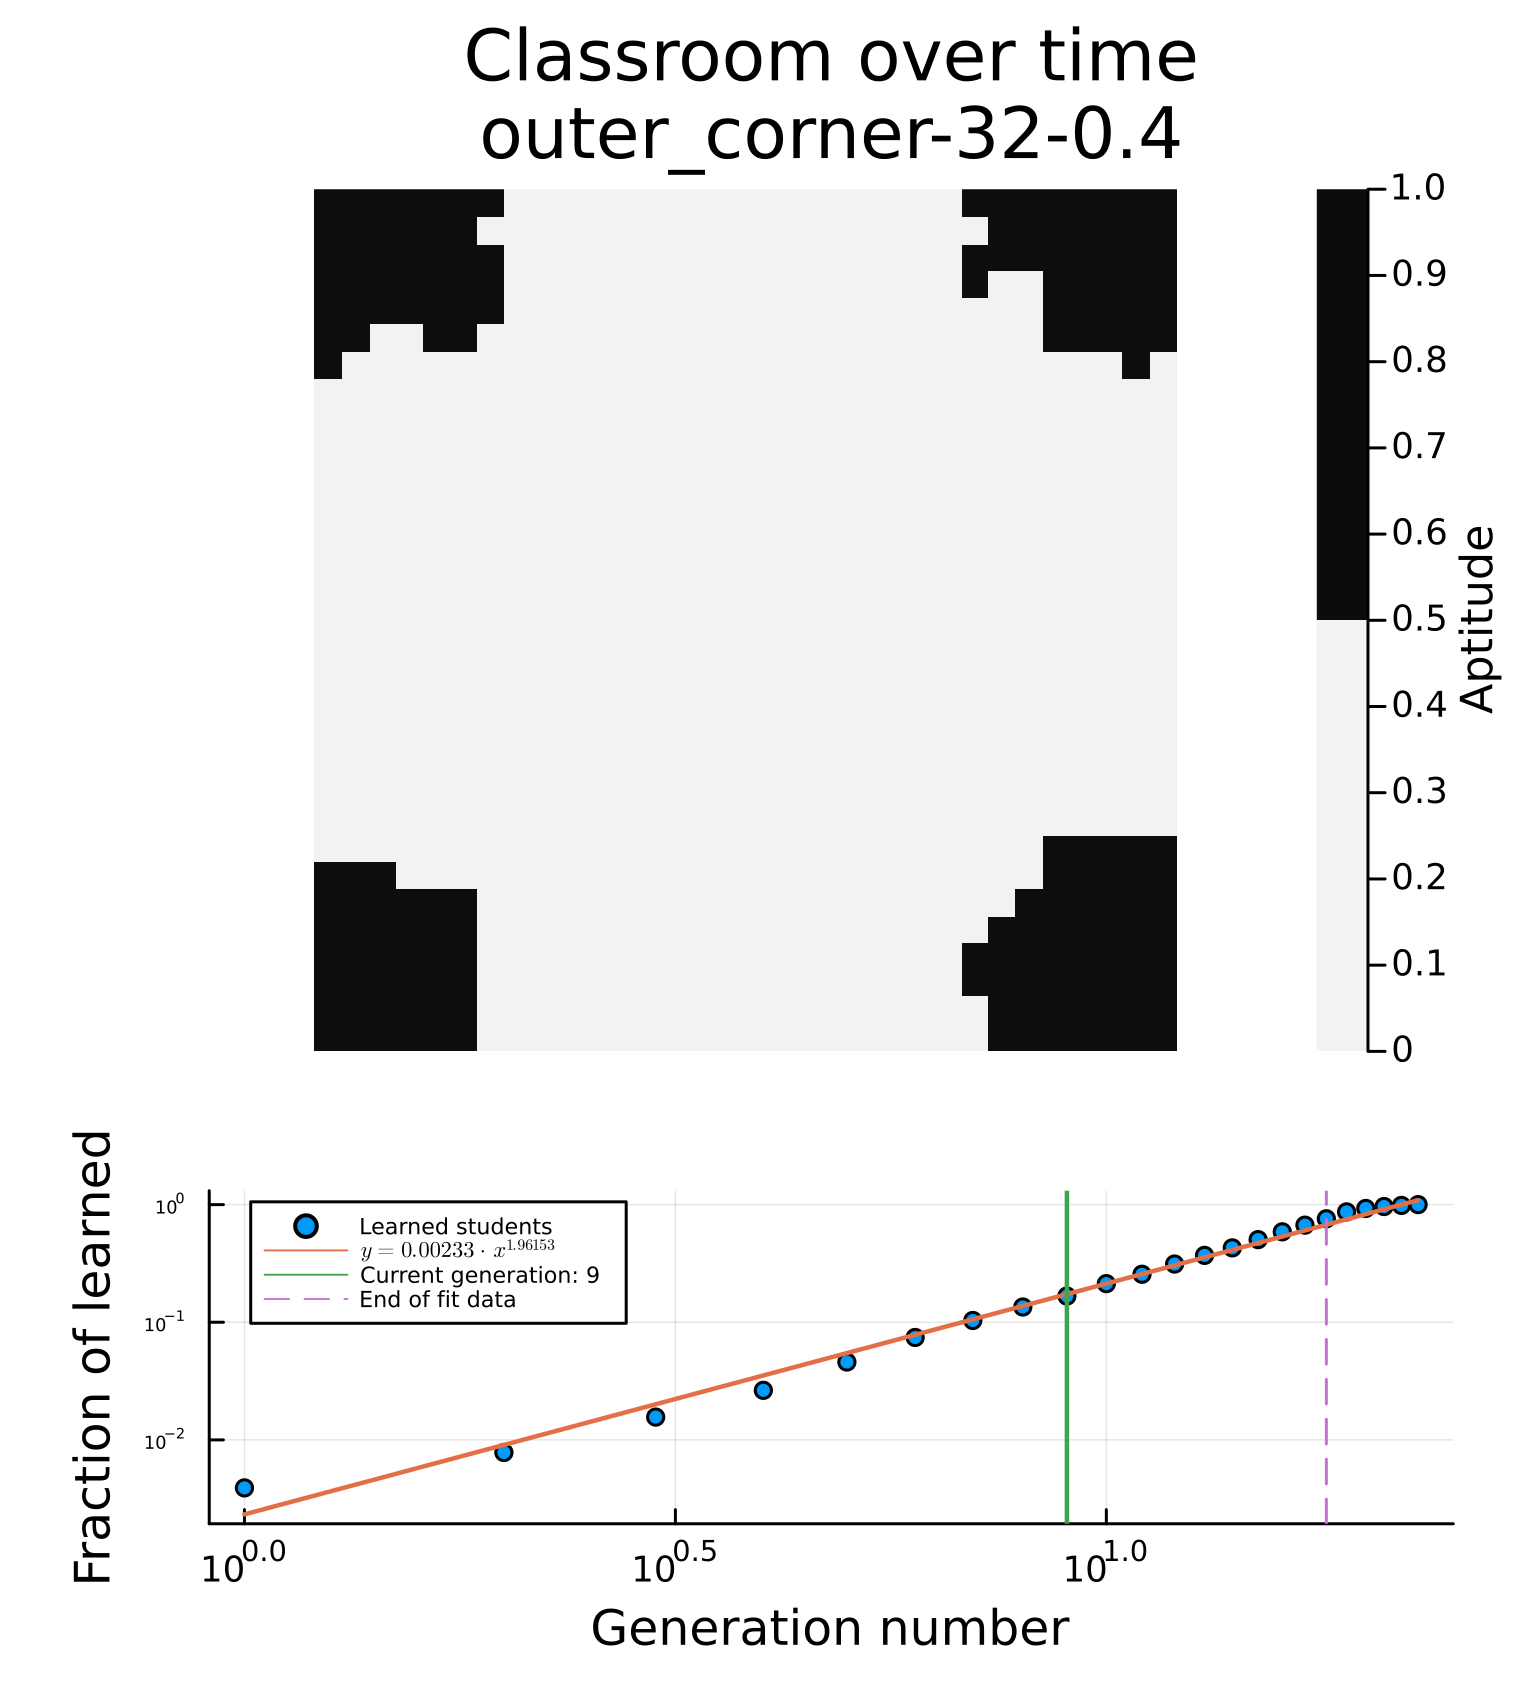 Classroom over time
outer_corner-32-0.4
1.0
0.9
0.8
0.7
0.6
0.5
0.4
0.3
0.2
0.1
0
Aptitude
Fraction of learned
10^0
10^-1
10^-2
Learned students
y = 0.00233 · x^1.96153
Current generation: 9
End of fit data
10^0.0
10^0.5
10^1.0
Generation number